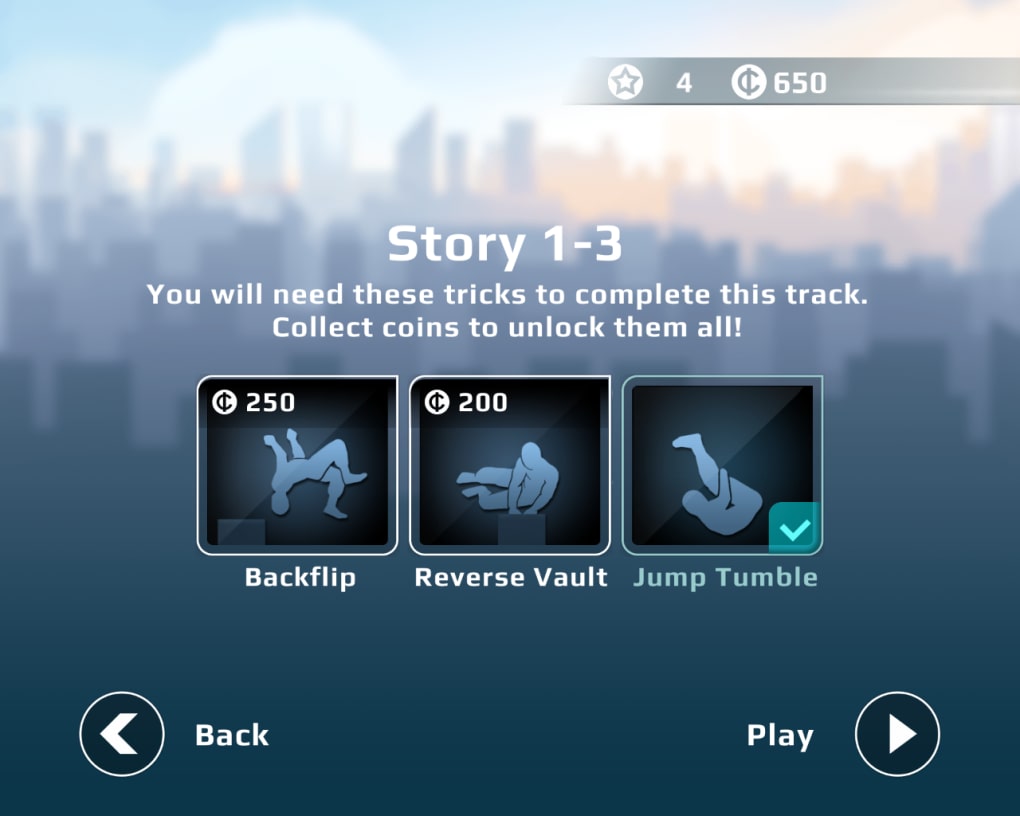 4 650
Story 1-3
You will need these tricks to complete this track.
Collect coins to unlock them all!
250
200
Backflip
Reverse Vault
Jump Tumble
Back
Play